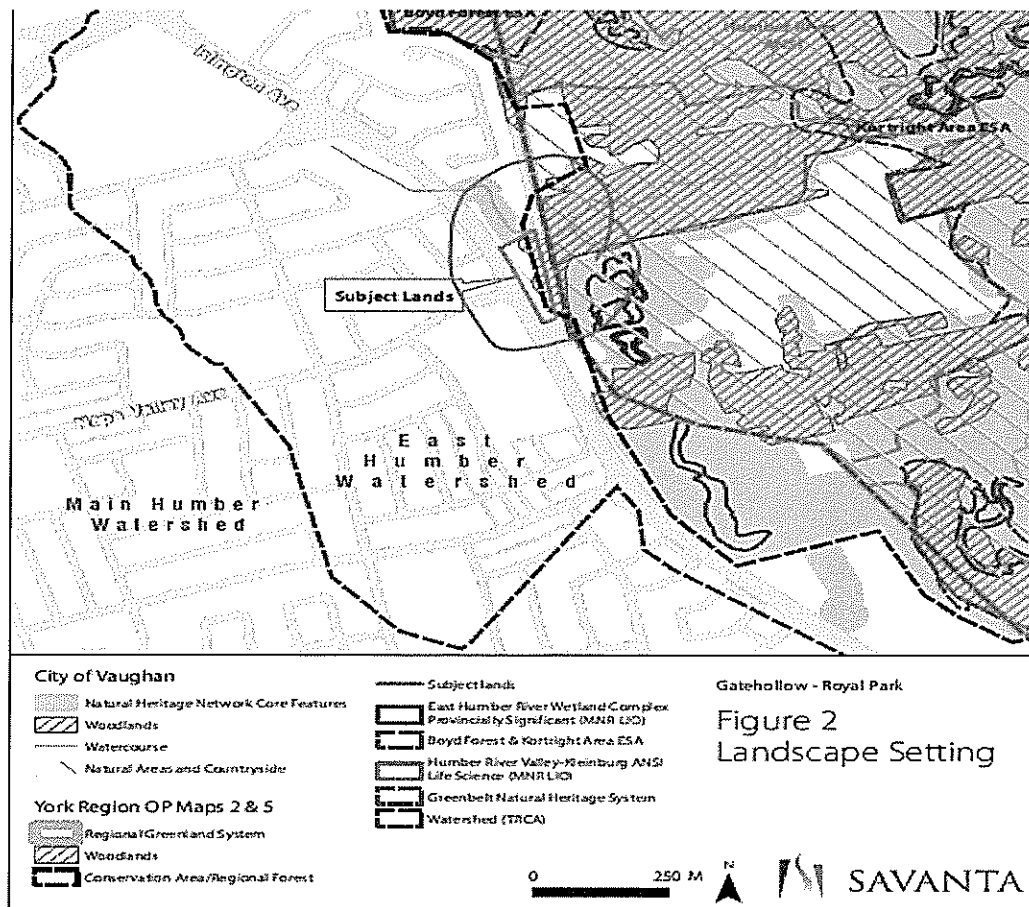 Boyd Forest ESA
Islington Ave
Kortright Area ESA
Subject Lands
East
Humber
Watershed
Main Humber
Watershed
City of Vaughan
Natural Heritage Network Core Features
Woodlands
Watercourse
Natural Areas and Countryside
York Region OP Maps 2 & 5
Regional Greenland System
Woodlands
Conservation Area/Regional Forest
Subject lands
East Humber River Wetland Complex
Provincially Significant (MNR LIO)
Boyd Forest & Kortright Area ESA
Humber River Valley-Kleinburg ANSI
Life Science (MNR LIO)
Greenbelt Natural Heritage System
Watershed (TRCA)
Gatehollow - Royal Park
Figure 2
Landscape Setting
0 250 M
N
SAVANTA